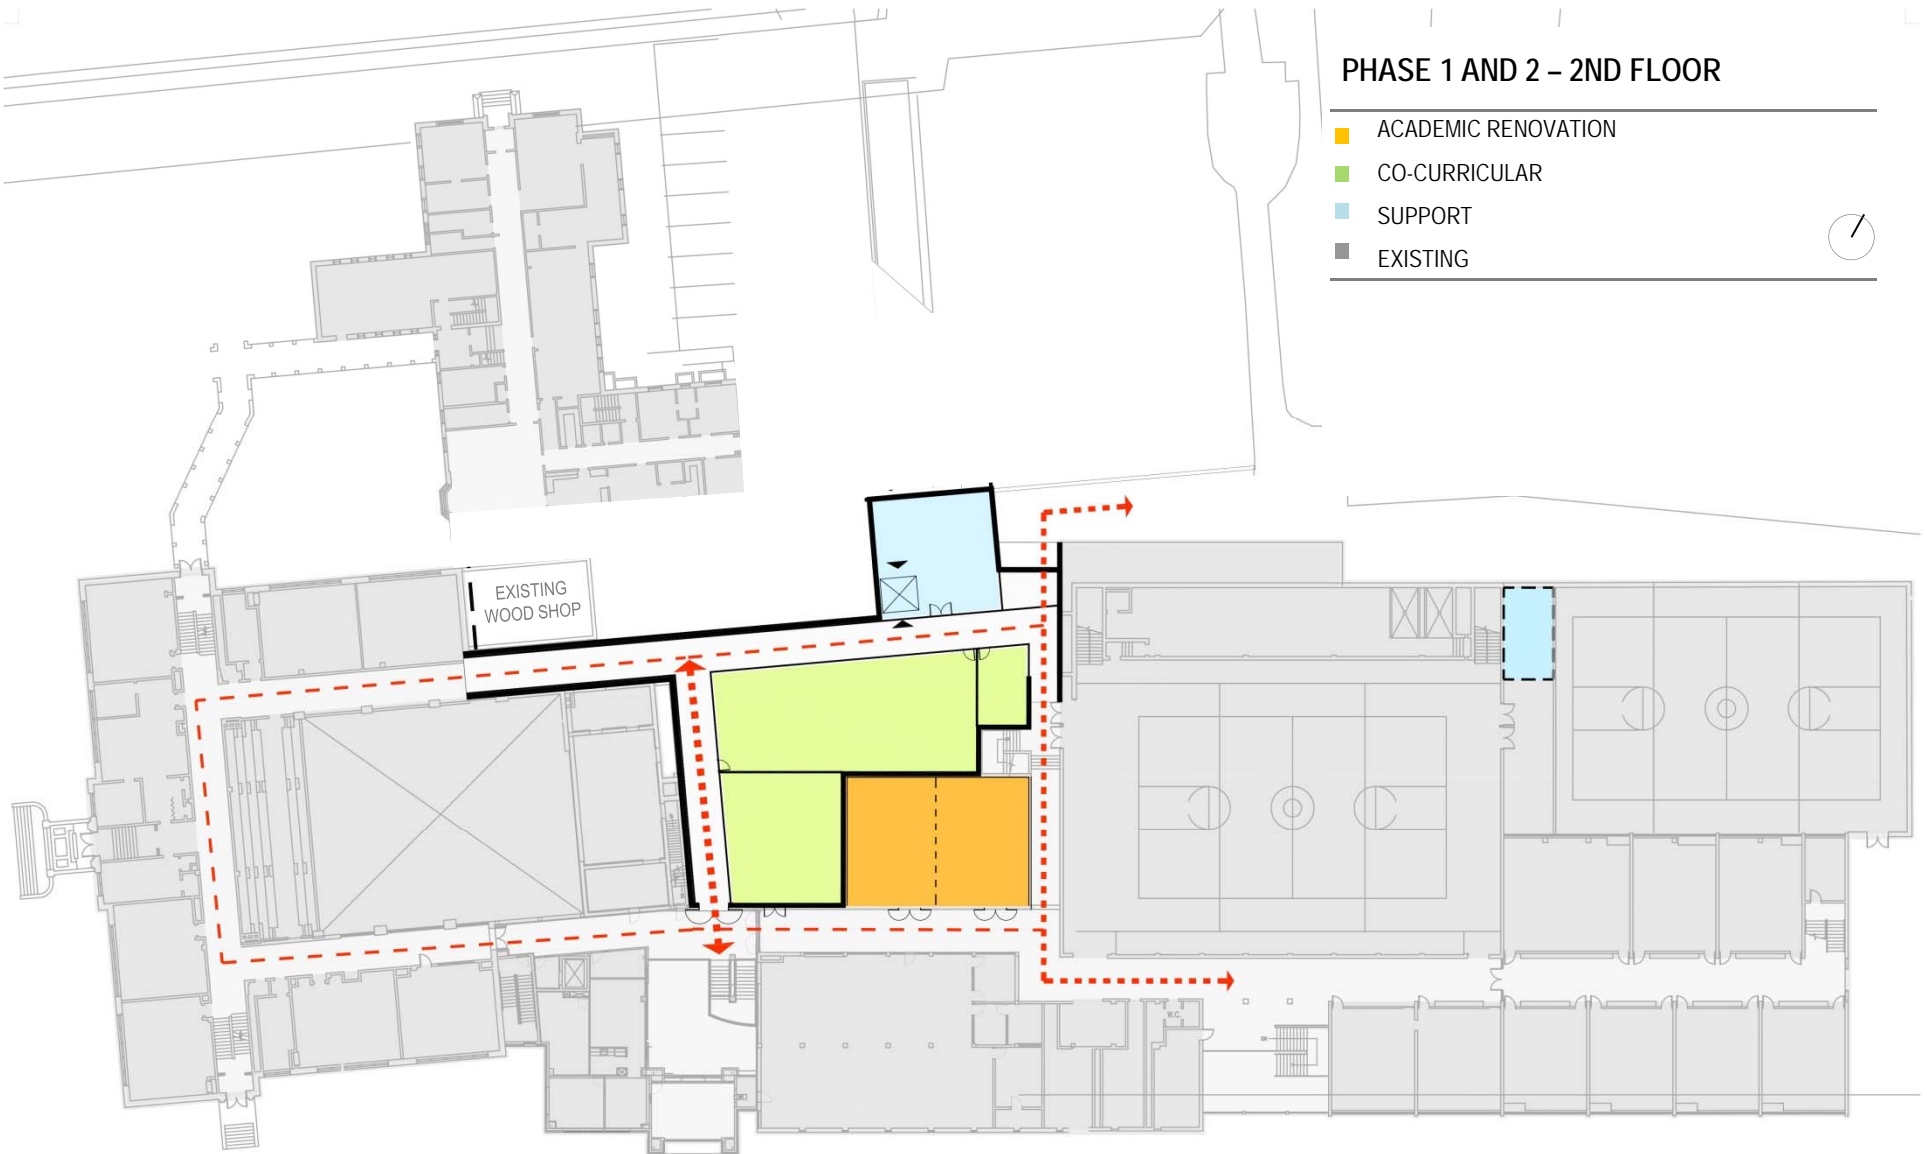 PHASE 1 AND 2 – 2ND FLOOR
ACADEMIC RENOVATION
CO-CURRICULAR
SUPPORT
EXISTING
EXISTING
WOOD SHOP
W.C.